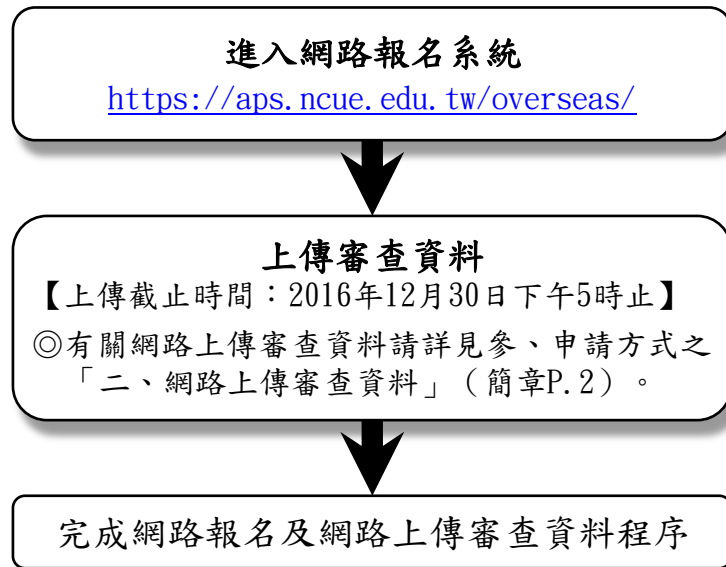 進入網路報名系統
https://aps.ncue.edu.tw/overseas/
上傳審查資料
【上傳截止時間：2016年12月30日下午5時止】
◎有關網路上傳審查資料請詳見參、申請方式之
「二、網路上傳審查資料」（簡章P.2）。
完成網路報名及網路上傳審查資料程序